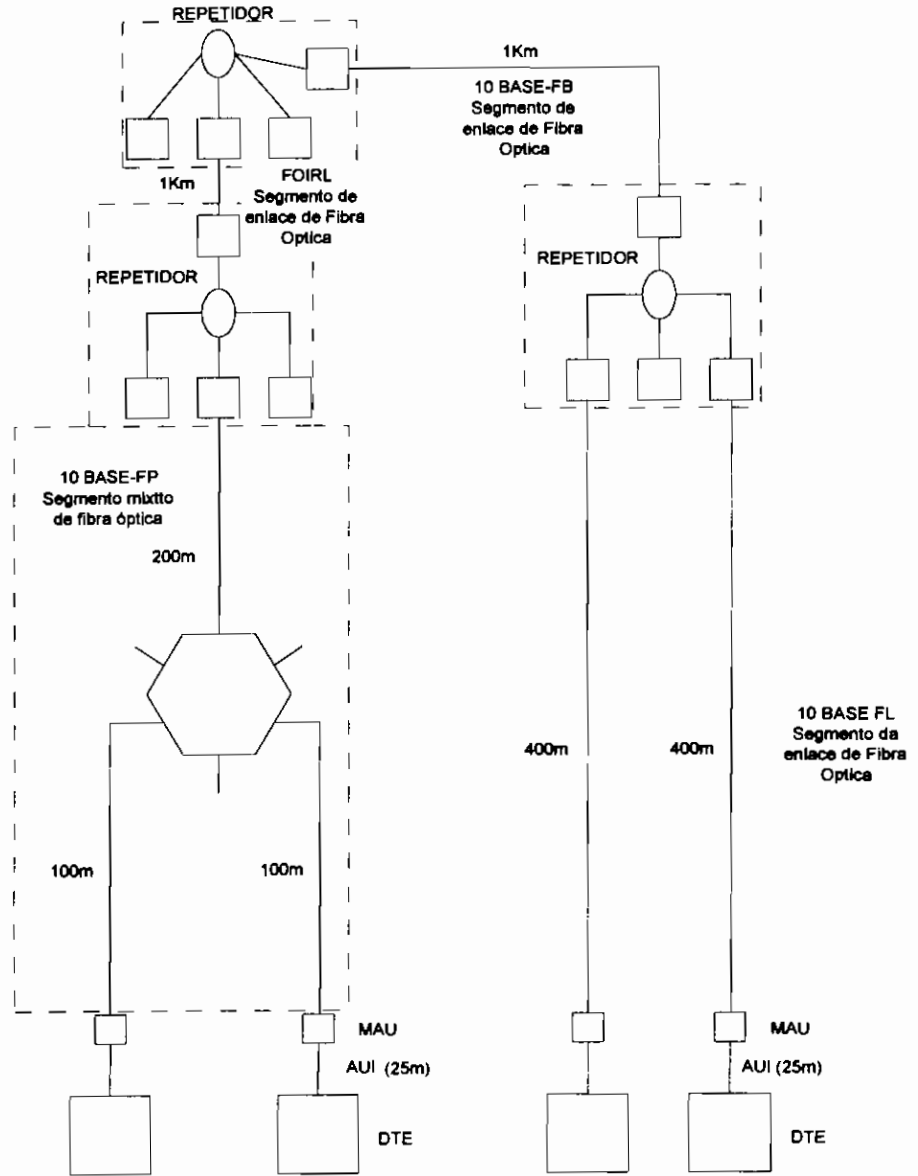 REPETIDOR
1Km
10 BASE-FB
Segmento de
enlace de Fibra
Optica
1Km
FOIRL
Segmento de
enlace de Fibra
Optica
REPETIDOR
REPETIDOR
10 BASE-FP
Segmento mixtto
de fibra óptica
200m
10 BASE FL
Segmento da
enlace de Fibra
Optica
400m
400m
100m
100m
MAU
MAU
AUI (25m)
AUI (25m)
DTE
DTE